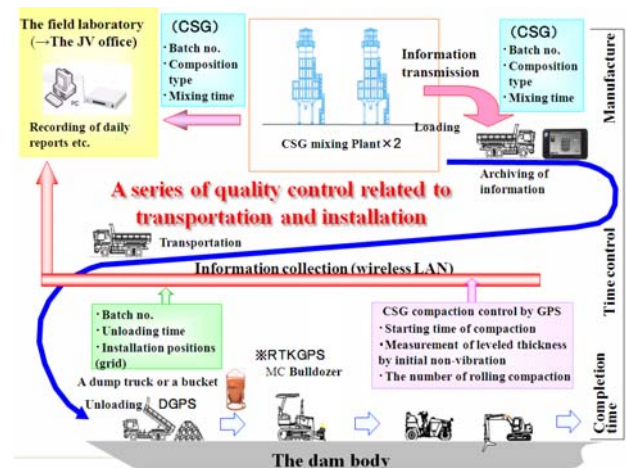 The field laboratory
(→The JV office)
PC
Recording of daily
reports etc.
(CSG)
・Batch no.
・Composition
type
・Mixing time
CSG mixing Plant×2
Information
transmission
Loading
(CSG)
・Batch no.
・Composition
type
・Mixing time
Archiving of
information
Manufacture
A series of quality control related to
transportation and installation
Transportation
Information collection (wireless LAN)
Time control
・Batch no.
・Unloading time
・Installation positions
(grid)
CSG compaction control by GPS
・Starting time of compaction
・Measurement of leveled thickness
by initial non-vibration
・The number of rolling compaction
A dump truck or a bucket
Unloading
DGPS
※RTKGPS
MC Bulldozer
Completion
time
The dam body